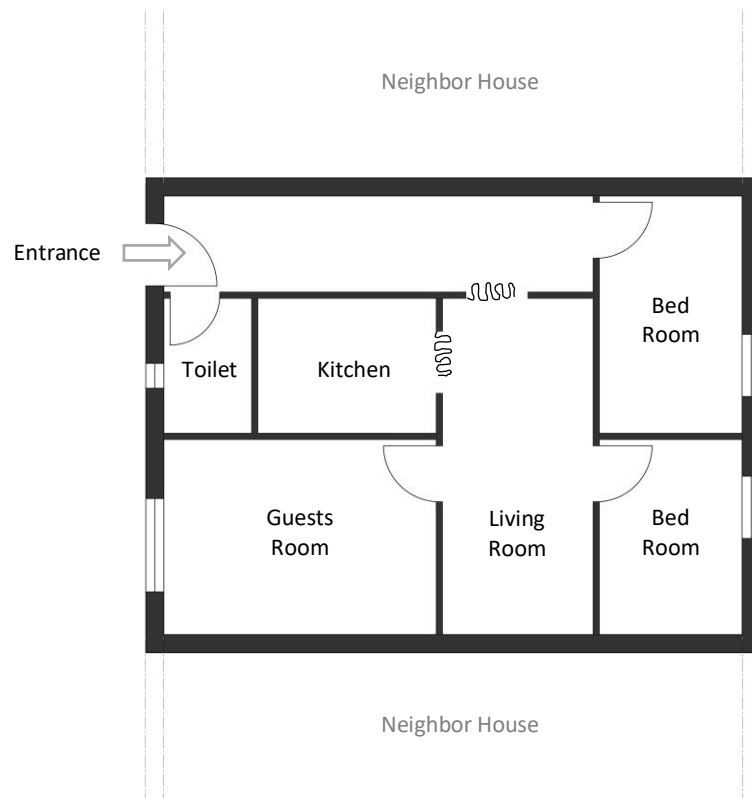 Neighbor House
Entrance
Bed
Room
Toilet
Kitchen
Guests
Room
Living
Room
Bed
Room
Neighbor House